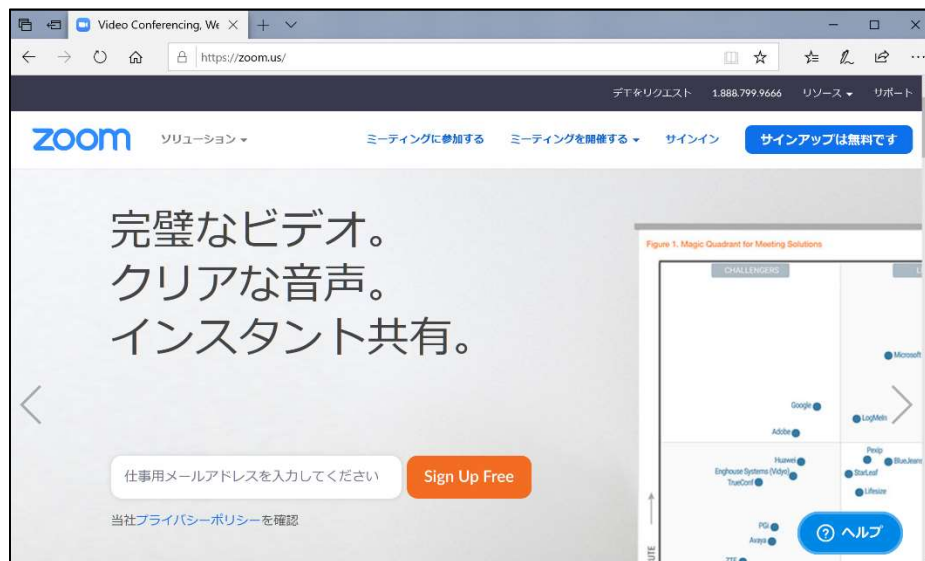 Video Conferencing, We
https://zoom.us/
デモをリクエスト 1.888.799.9666 リソース サポート
zoom ソリューション ミーティングに参加する ミーティングを開催する サインイン サインアップは無料です
完璧なビデオ。
クリアな音声。
インスタント共有。
Figure 1. Magic Quadrant for Meeting Solutions
CHALLENGERS L
Microsoft
Google
LogMeIn
Adobe
Pexip
Huawei
BlueJeans
Enghouse Systems (Vidyo)
StarLeaf
TrueConf
Lifesize
仕事用メールアドレスを入力してください Sign Up Free
当社プライバシーポリシーを確認
PGi
Avaya
ZTE
UTE
ヘルプ